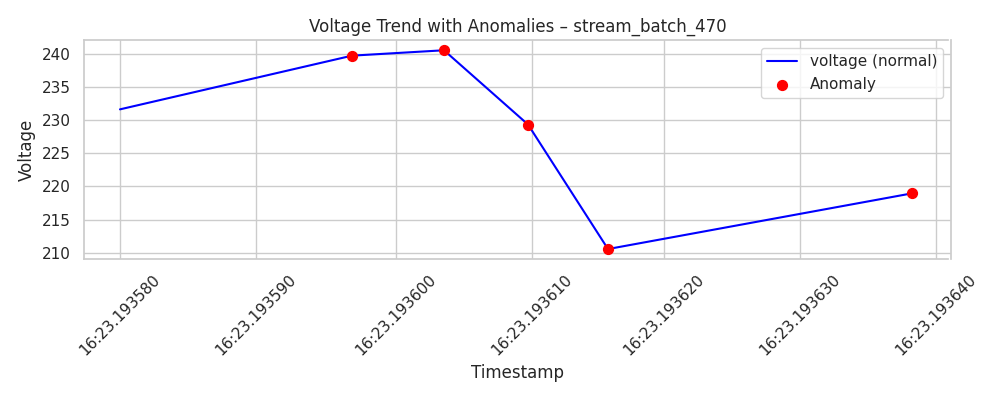 Voltage Trend with Anomalies – stream_batch_470
voltage (normal)
Anomaly
Voltage
240
235
230
225
220
215
210
16:23.193580
16:23.193590
16:23.193600
16:23.193610
16:23.193620
16:23.193630
16:23.193640
Timestamp